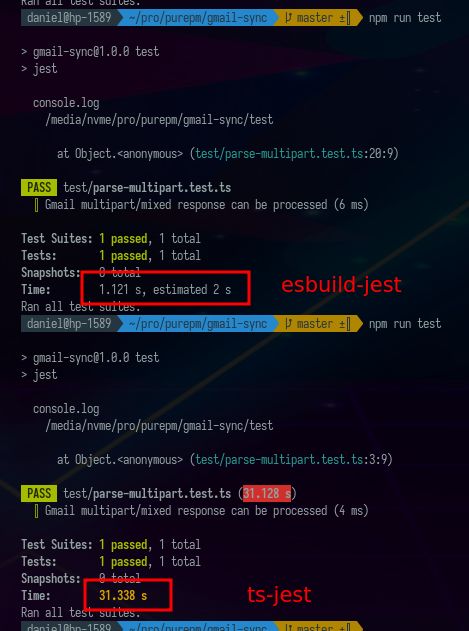 Ran all test suites.
daniel@hp-1589 ~/pro/purepm/gmail-sync master ± npm run test
> gmail-sync@1.0.0 test
> jest
console.log
/media/nvme/pro/purepm/gmail-sync/test
at Object.<anonymous> (test/parse-multipart.test.ts:20:9)
PASS test/parse-multipart.test.ts
Gmail multipart/mixed response can be processed (6 ms)
Test Suites: 1 passed, 1 total
Tests: 1 passed, 1 total
Snapshots: 0 total
Time: 1.121 s, estimated 2 s
esbuild-jest
Ran all test suites.
daniel@hp-1589 ~/pro/purepm/gmail-sync master ± npm run test
> gmail-sync@1.0.0 test
> jest
console.log
/media/nvme/pro/purepm/gmail-sync/test
at Object.<anonymous> (test/parse-multipart.test.ts:3:9)
PASS test/parse-multipart.test.ts (31.128 s)
Gmail multipart/mixed response can be processed (4 ms)
Test Suites: 1 passed, 1 total
Tests: 1 passed, 1 total
Snapshots: 0 total
Time: 31.338 s
ts-jest
Ran all test suites.
daniel@hp-1589 ~/pro/purepm/gmail-sync master ±